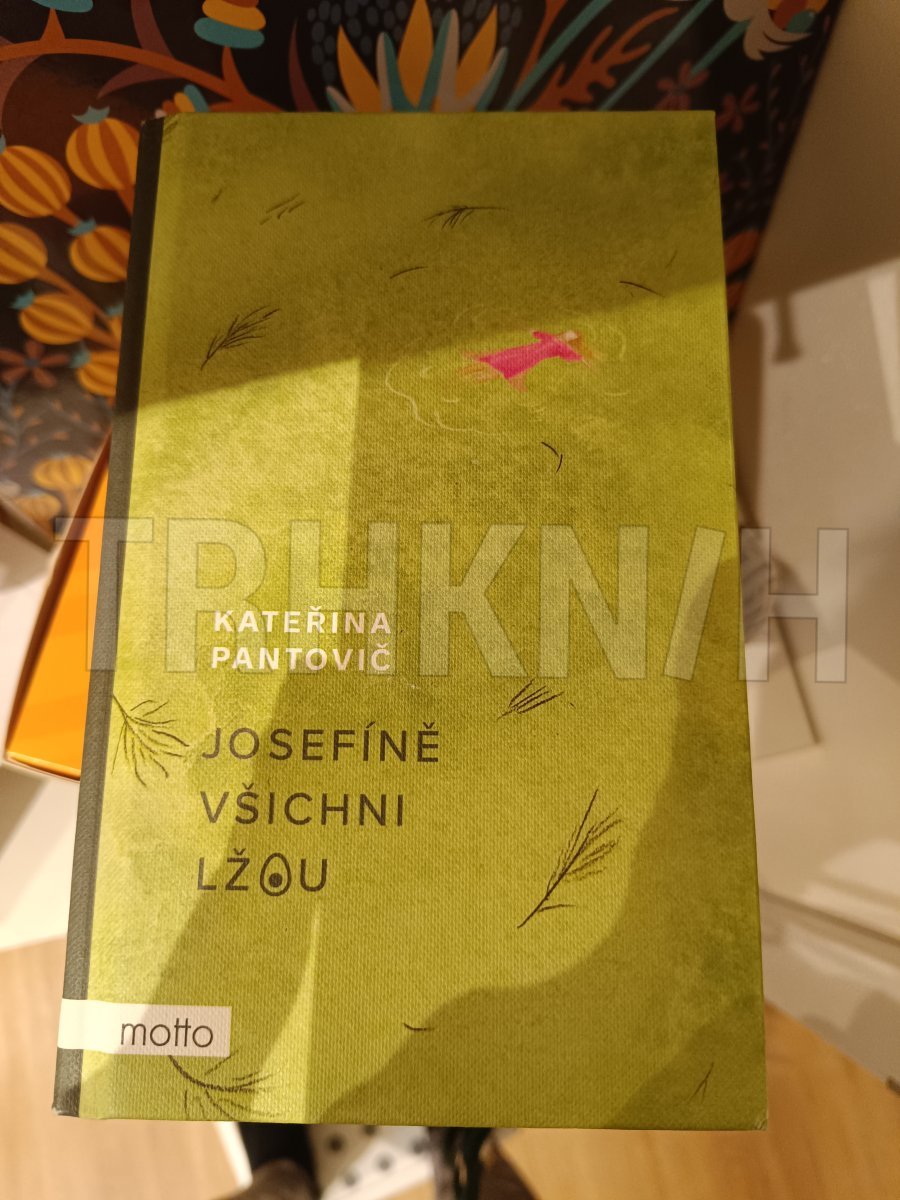 TRHKNIH
KATEŘINA
PANTOVIČ
JOSEFÍNĚ
VŠICHNI
LŽOU
motto